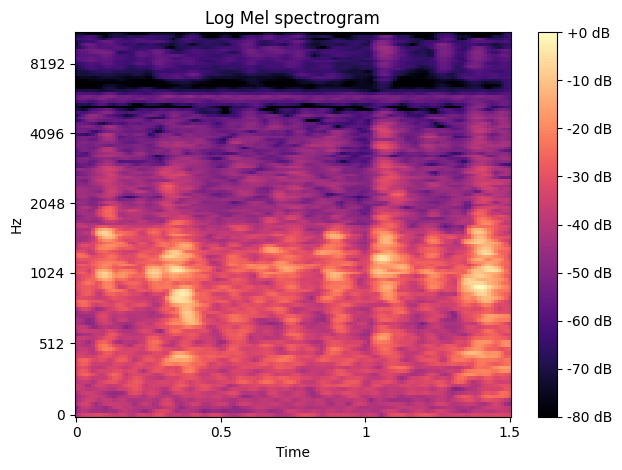 Log Mel spectrogram
+0 dB
8192
-10 dB
4096
-20 dB
-30 dB
2048
-40 dB
Hz
1024
-50 dB
512
-60 dB
-70 dB
0
-80 dB
0 0.5 1 1.5
Time